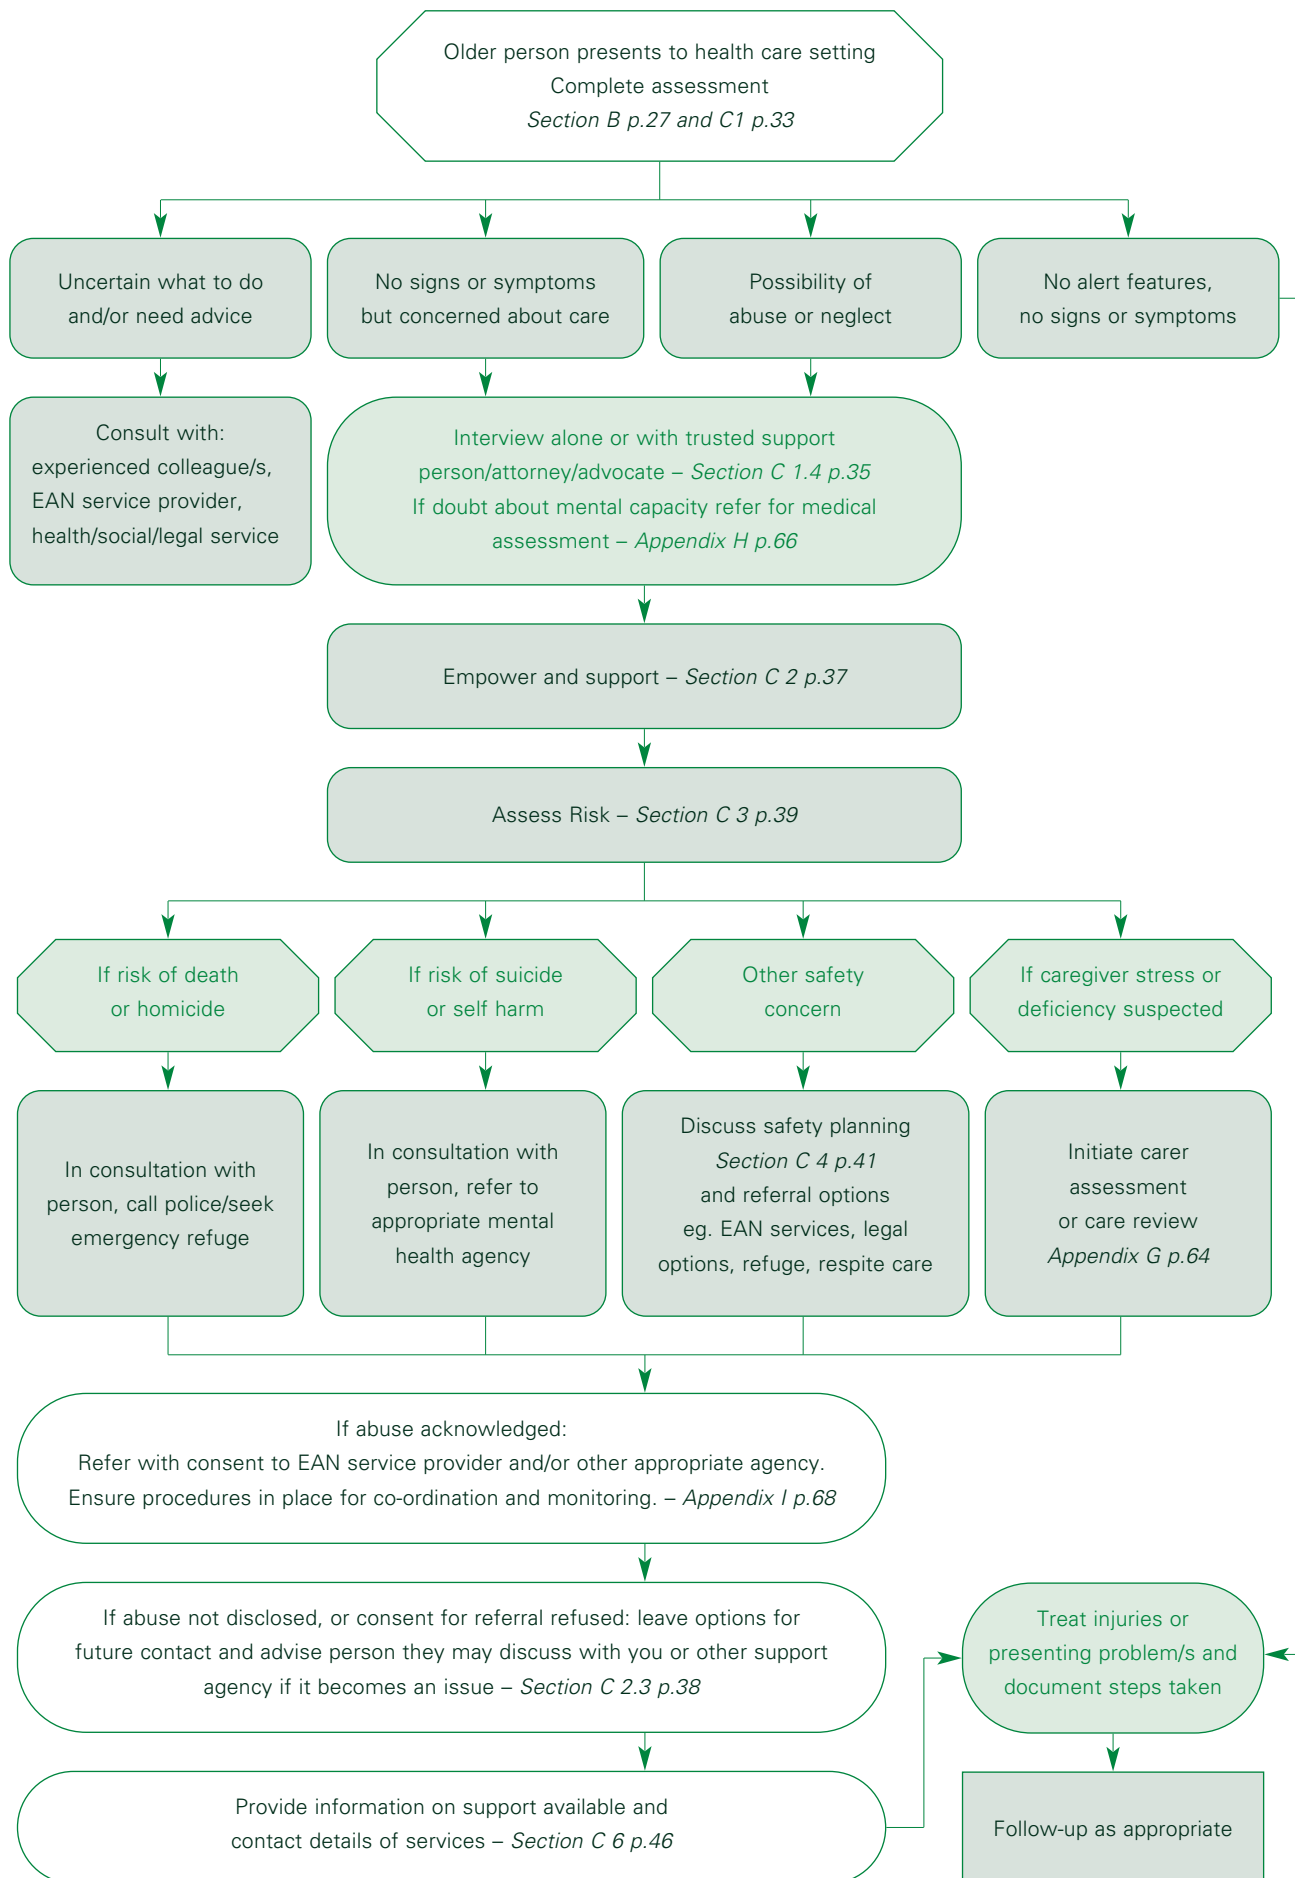 Older person presents to health care setting
Complete assessment
Section B p.27 and C1 p.33
Uncertain what to do
and/or need advice
No signs or symptoms
but concerned about care
Possibility of
abuse or neglect
No alert features,
no signs or symptoms
Consult with:
experienced colleague/s,
EAN service provider,
health/social/legal service
Interview alone or with trusted support
person/attorney/advocate – Section C 1.4 p.35
If doubt about mental capacity refer for medical
assessment – Appendix H p.66
Empower and support – Section C 2 p.37
Assess Risk – Section C 3 p.39
If risk of death
or homicide
If risk of suicide
or self harm
Other safety
concern
If caregiver stress or
deficiency suspected
In consultation with
person, call police/seek
emergency refuge
In consultation with
person, refer to
appropriate mental
health agency
Discuss safety planning
Section C 4 p.41
and referral options
eg. EAN services, legal
options, refuge, respite care
Initiate carer
assessment
or care review
Appendix G p.64
If abuse acknowledged:
Refer with consent to EAN service provider and/or other appropriate agency.
Ensure procedures in place for co-ordination and monitoring. – Appendix I p.68
If abuse not disclosed, or consent for referral refused: leave options for
future contact and advise person they may discuss with you or other support
agency if it becomes an issue – Section C 2.3 p.38
Treat injuries or
presenting problem/s and
document steps taken
Provide information on support available and
contact details of services – Section C 6 p.46
Follow-up as appropriate